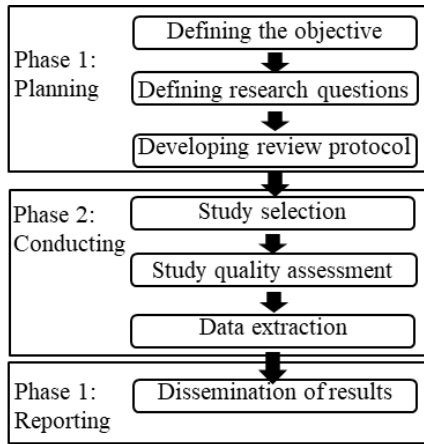 Defining the objective
Phase 1:
Planning
Defining research questions
Developing review protocol
Phase 2:
Conducting
Study selection
Study quality assessment
Data extraction
Phase 1:
Reporting
Dissemination of results